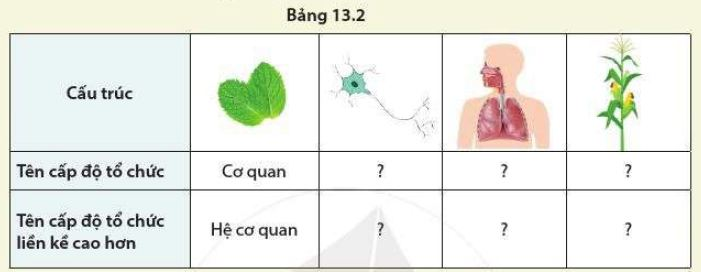 Bảng 13.2
Cấu trúc
Tên cấp độ tổ chức Cơ quan ? ? ?
Tên cấp độ tổ chức
liền kề cao hơn Hệ cơ quan ? ? ?